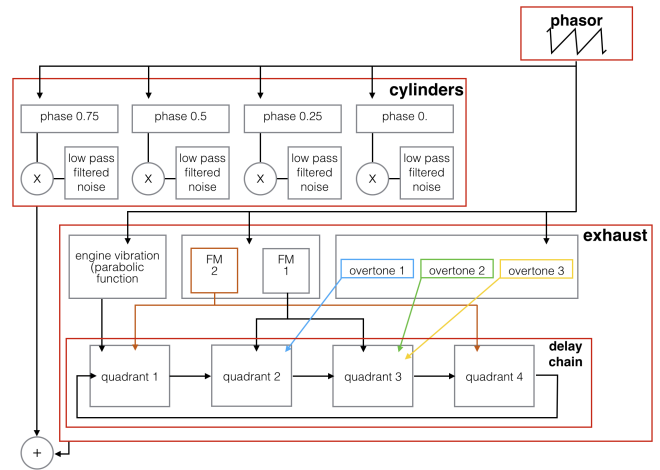 phasor
cylinders
phase 0.75
phase 0.5
phase 0.25
phase 0.
X
low pass
filtered
noise
X
low pass
filtered
noise
X
low pass
filtered
noise
X
low pass
filtered
noise
exhaust
engine vibration
(parabolic
function
FM
2
FM
1
overtone 1
overtone 2
overtone 3
delay
chain
quadrant 1
quadrant 2
quadrant 3
quadrant 4
+